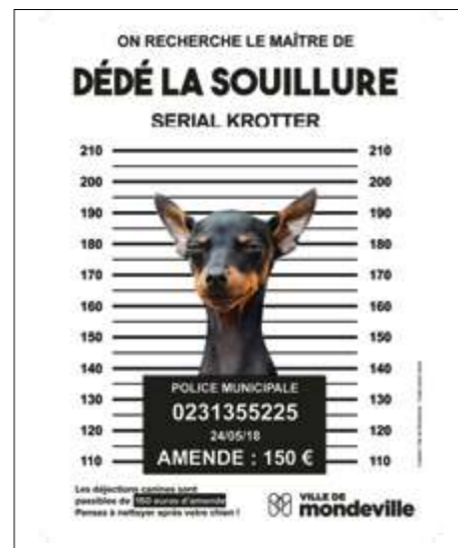 ON RECHERCHE LE MAÎTRE DE
DÉDÉ LA SOUILLURE
SERIAL KROTTER
210 210
200 200
190 190
180 180
170 170
160 160
150 150
140 140
130 130
120 120
110 110
POLICE MUNICIPALE
0231355225
24/05/18
AMENDE : 150 €
Les déjections canines sont
passibles de 150 euros d'amende
Pensez à nettoyer après votre chien !
VILLE DE
mondeville